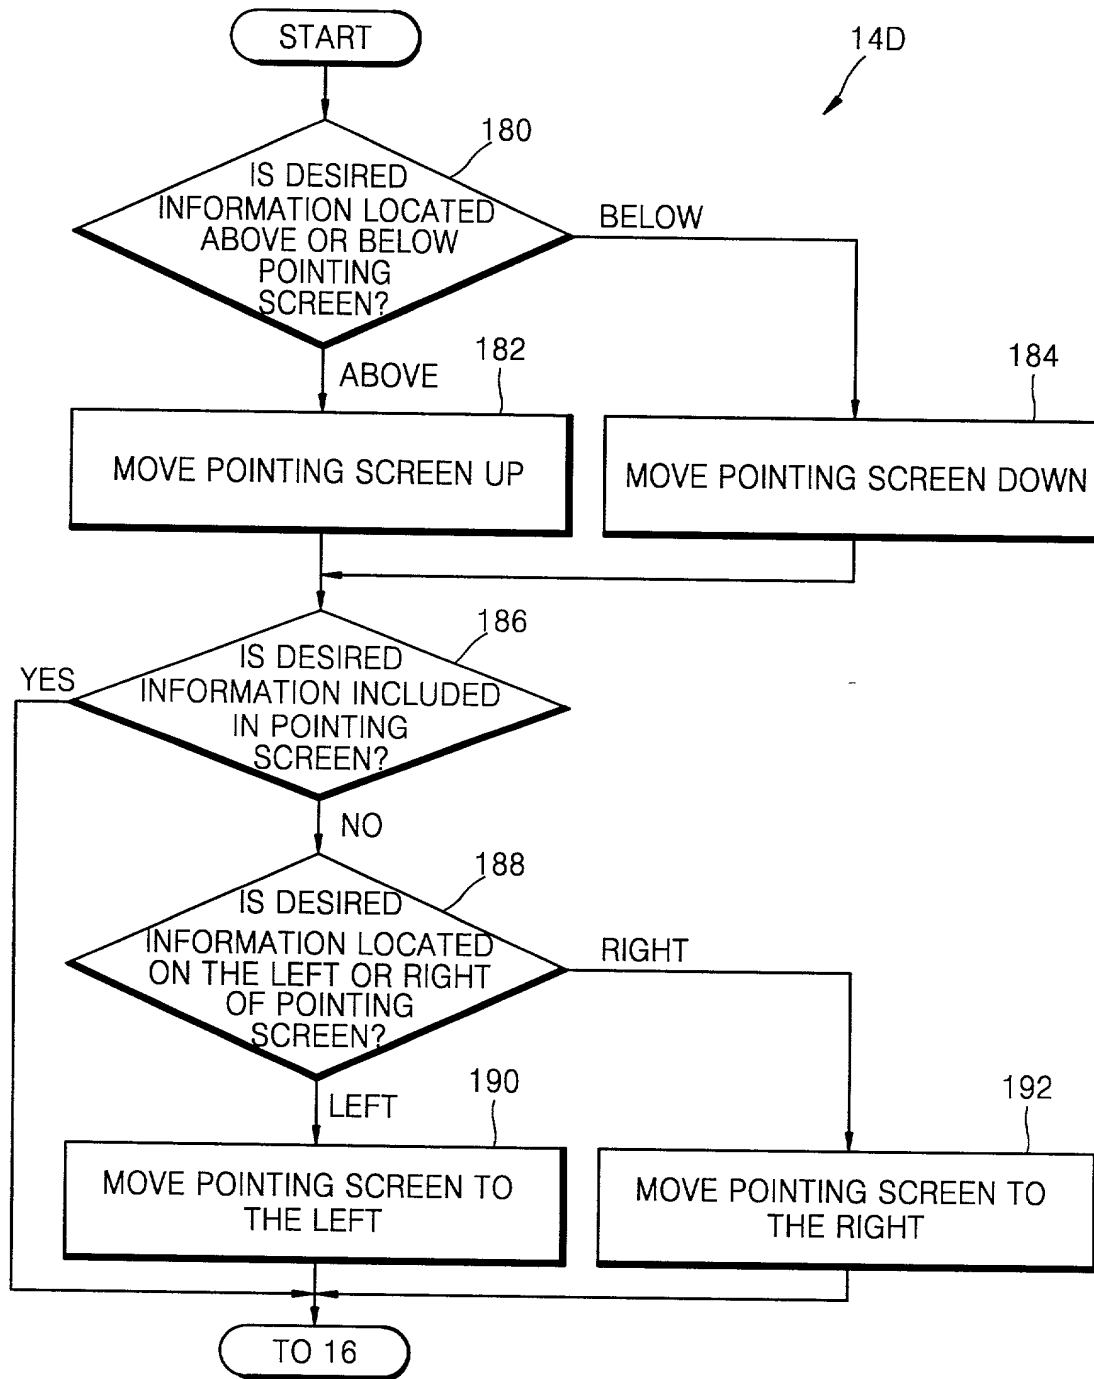 START
14D
180
IS DESIRED
INFORMATION LOCATED
ABOVE OR BELOW
POINTING
SCREEN?
BELOW
ABOVE
182
184
MOVE POINTING SCREEN UP
MOVE POINTING SCREEN DOWN
186
YES
IS DESIRED
INFORMATION INCLUDED
IN POINTING
SCREEN?
NO
188
IS DESIRED
INFORMATION LOCATED
ON THE LEFT OR RIGHT
OF POINTING
SCREEN?
RIGHT
LEFT
190
192
MOVE POINTING SCREEN TO
THE LEFT
MOVE POINTING SCREEN TO
THE RIGHT
TO 16